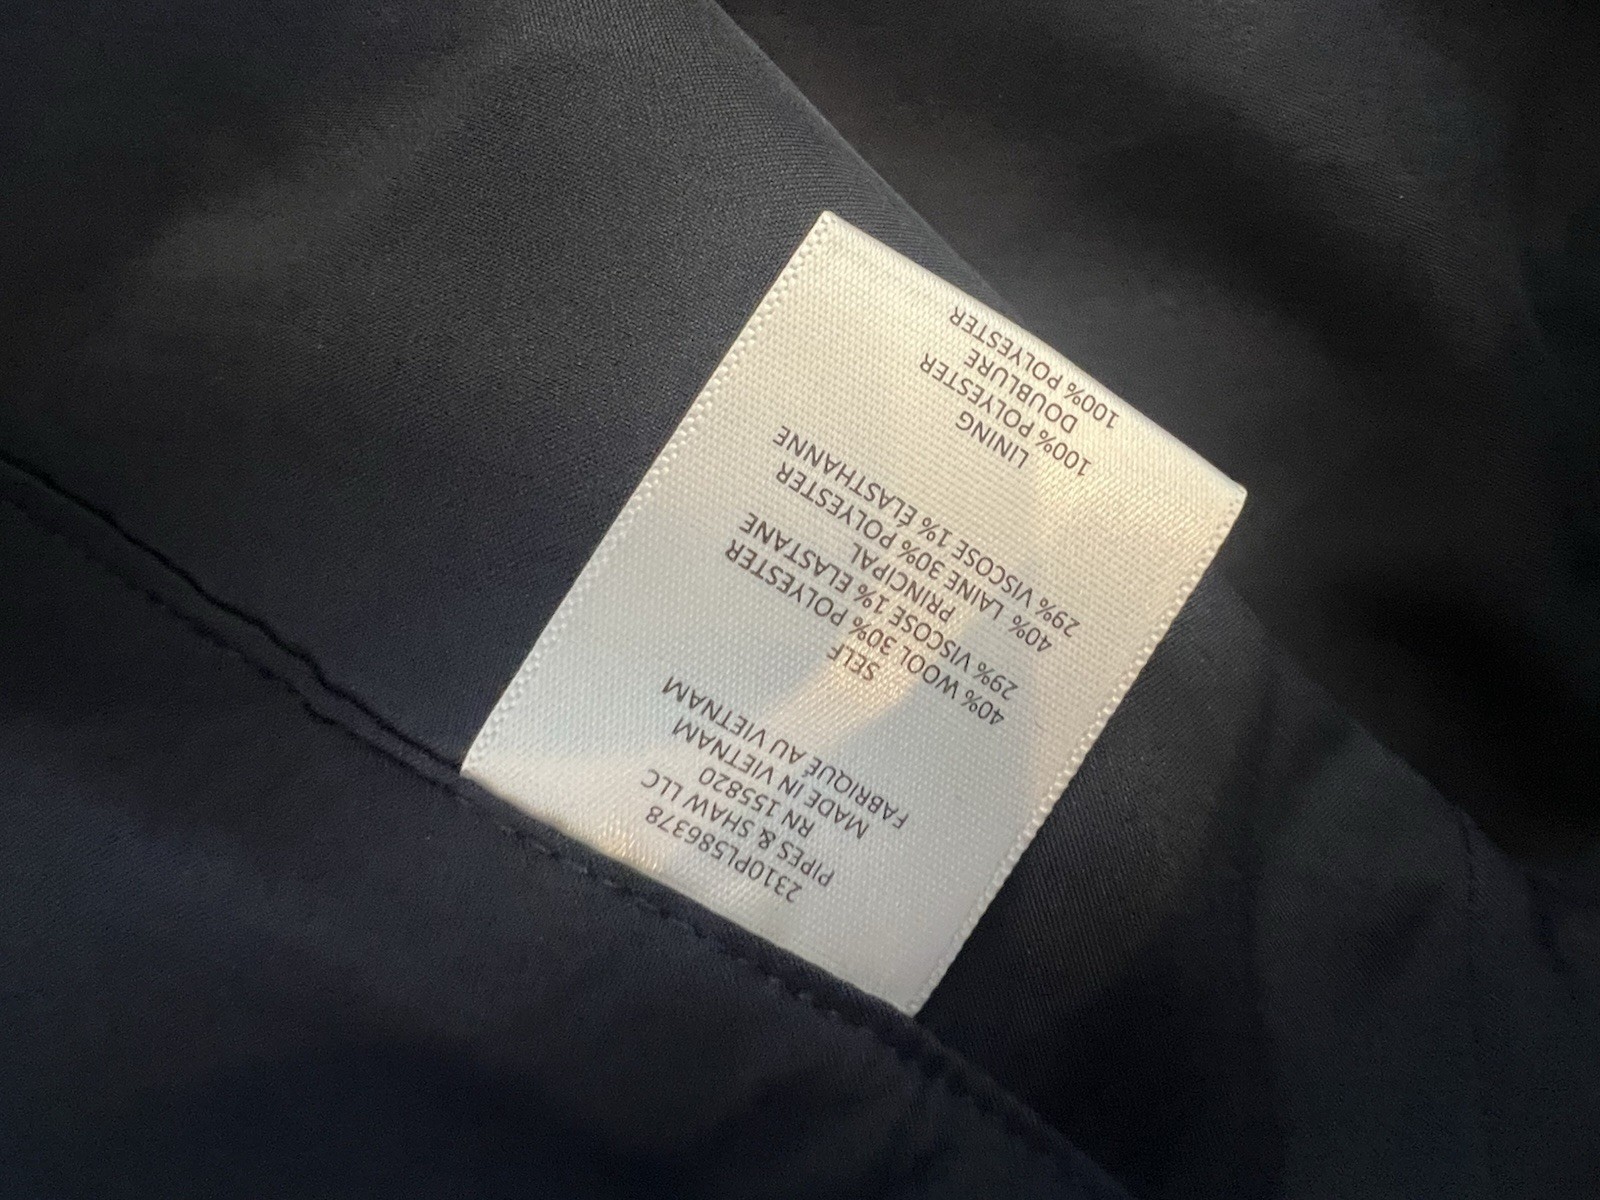 2310PL586378
PIPES & SHAW LLC
RN 155820
MADE IN VIETNAM
FABRIQUÉ AU VIETNAM
SELF
40% WOOL 30% POLYESTER
29% VISCOSE 1% ELASTANE
PRINCIPAL
40% LAINE 30% POLYESTER
29% VISCOSE 1% ÉLASTHANNE
LINING
100% POLYESTER
DOUBLURE
100% POLYESTER